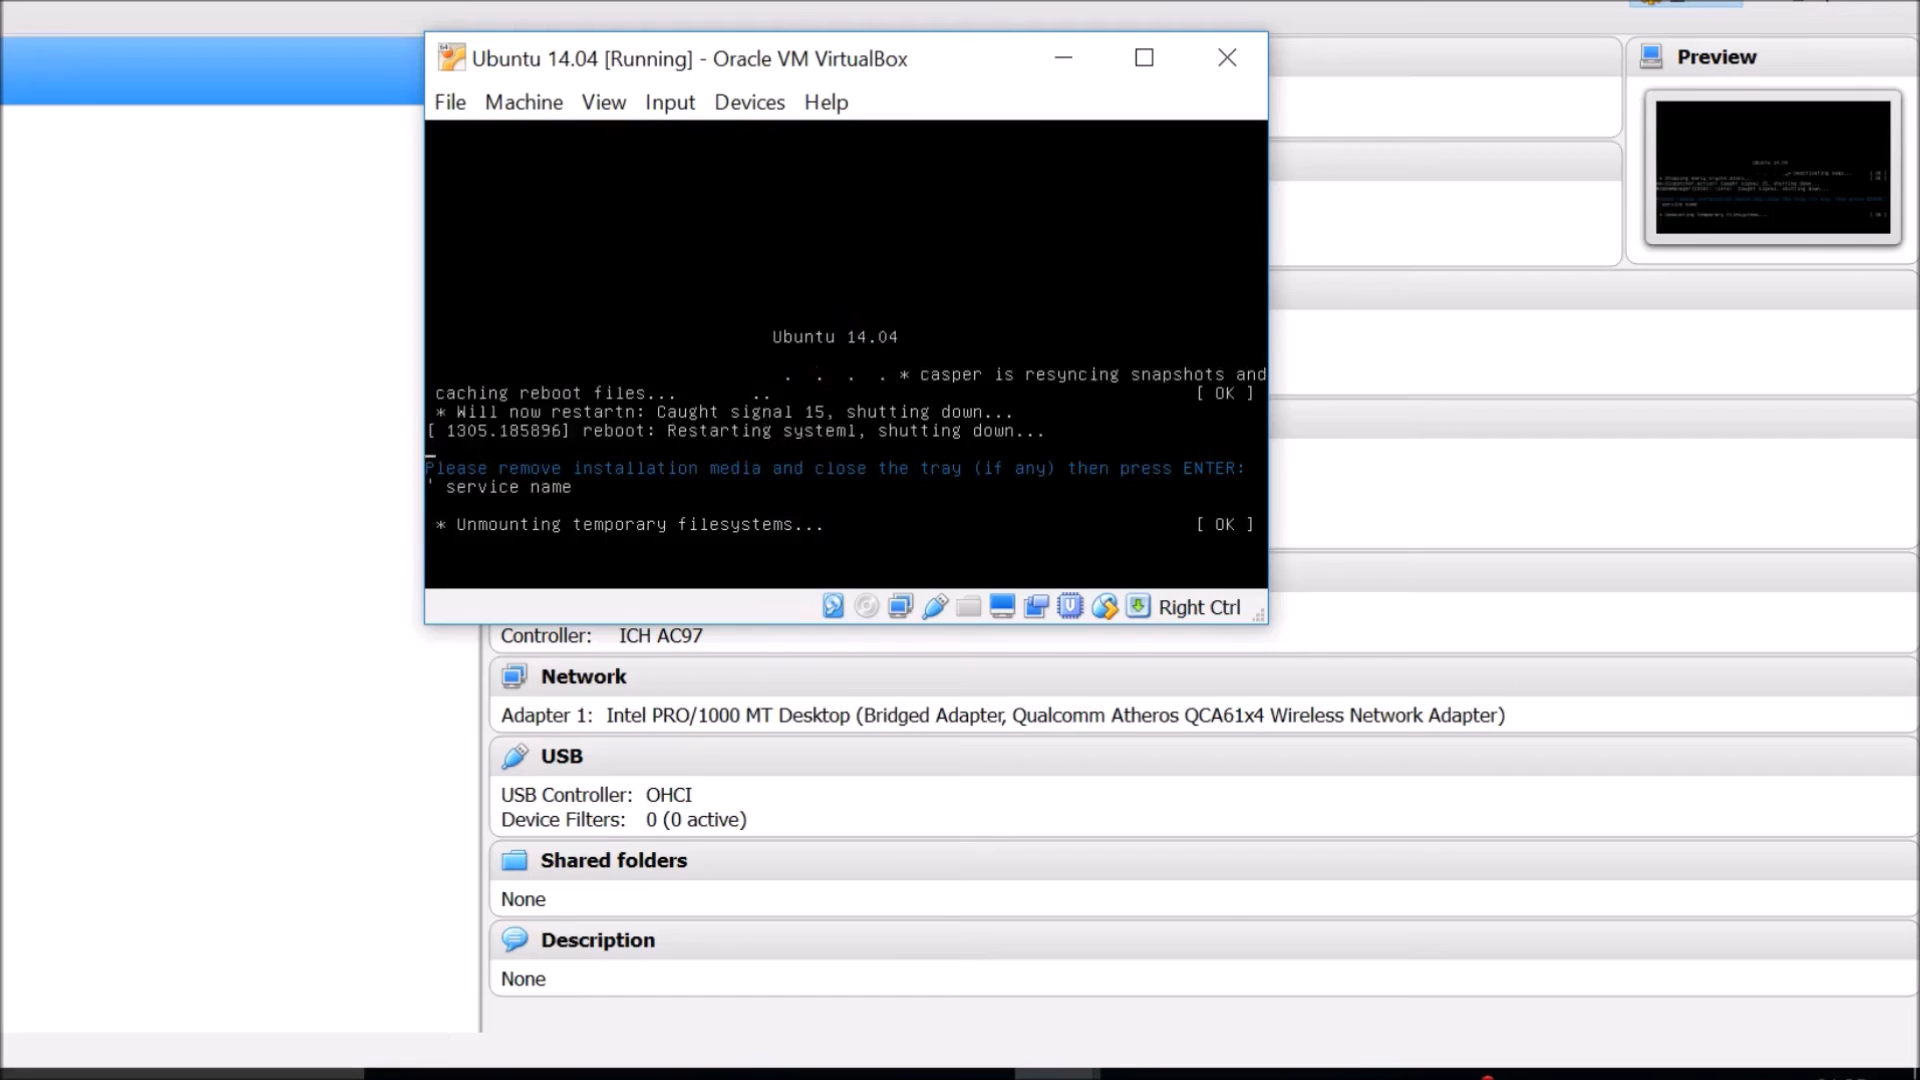 Ubuntu 14.04 [Running] - Oracle VM VirtualBox
File Machine View Input Devices Help
Ubuntu 14.04
. . . . * casper is resyncing snapshots and
caching reboot files... .. [ OK ]
* Will now restartn: Caught signal 15, shutting down...
[ 1305.185896] reboot: Restarting systeml, shutting down...
Please remove installation media and close the tray (if any) then press ENTER:
' service name
* Unmounting temporary filesystems... [ OK ]
Right Ctrl
Preview
Controller: ICH AC97
Network
Adapter 1: Intel PRO/1000 MT Desktop (Bridged Adapter, Qualcomm Atheros QCA61x4 Wireless Network Adapter)
USB
USB Controller: OHCI
Device Filters: 0 (0 active)
Shared folders
None
Description
None